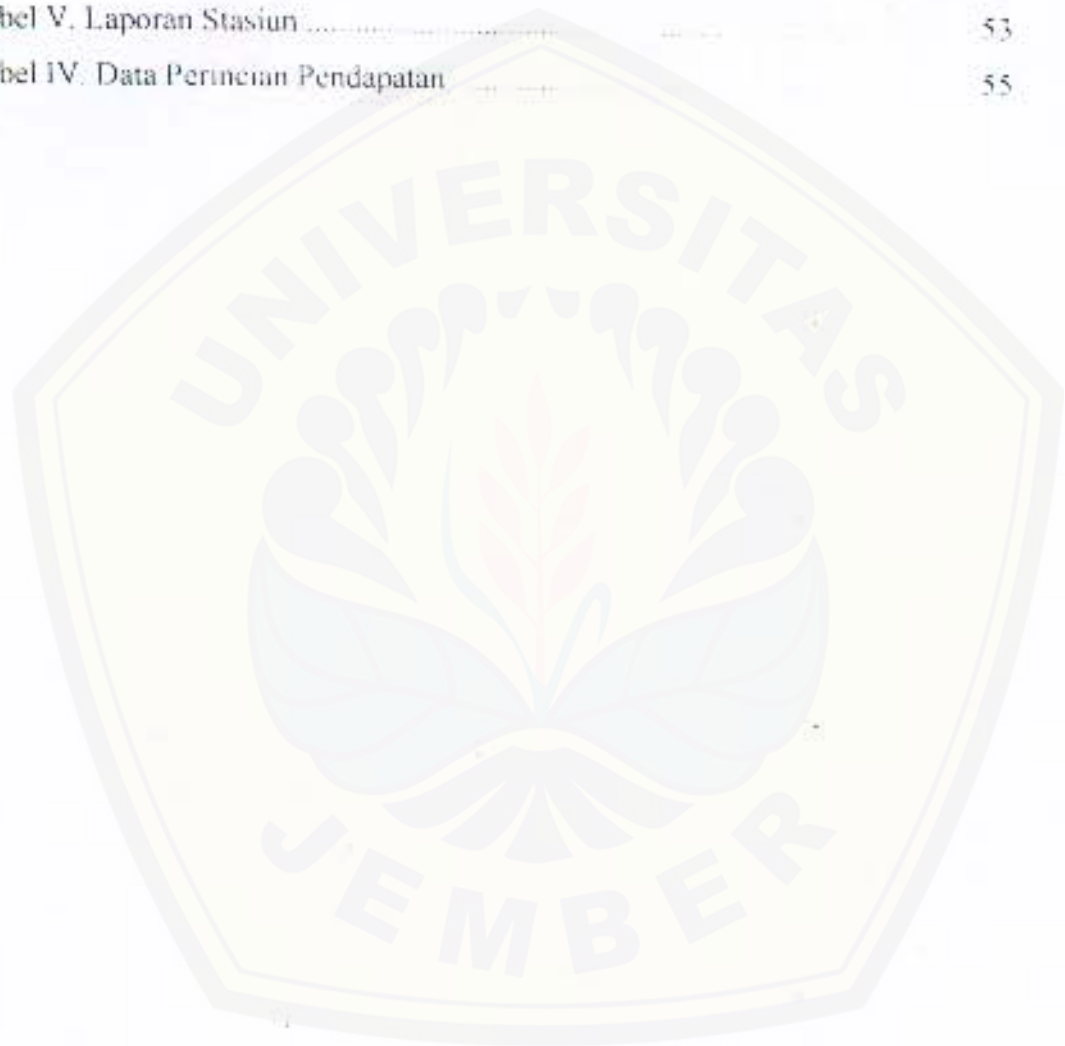 bel V. Laporan Stasiun .......... 53
bel IV. Data Perincian Pendapatan .......... 55
UNIVERSITAS
JEMBER